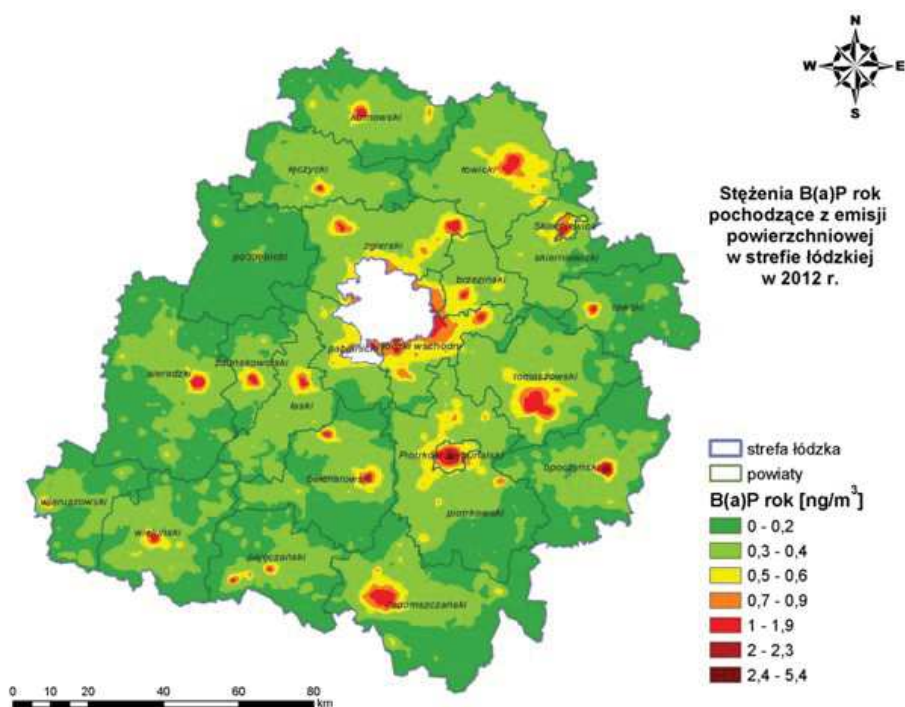 N
W E
S
Stężenia B(a)P rok
pochodzące z emisji
powierzchniowej
w strefie łódzkiej
w 2012 r.
kutnowski
łęczycki
łowicki
skierniewicki
zgierski
brzeziński
rawski
pabianicki
wschodni
sieradzki
zduńskowolski
łaski
tomaszowski
Piotrków Trybunalski
opoczyński
bełchatowski
wieruszowski
wieluński
piotrkowski
pajęczański
radomszczański
strefa łódzka
powiaty
B(a)P rok [ng/m³]
0 - 0,2
0,3 - 0,4
0,5 - 0,6
0,7 - 0,9
1 - 1,9
2 - 2,3
2,4 - 5,4
0 10 20 40 60 80
km